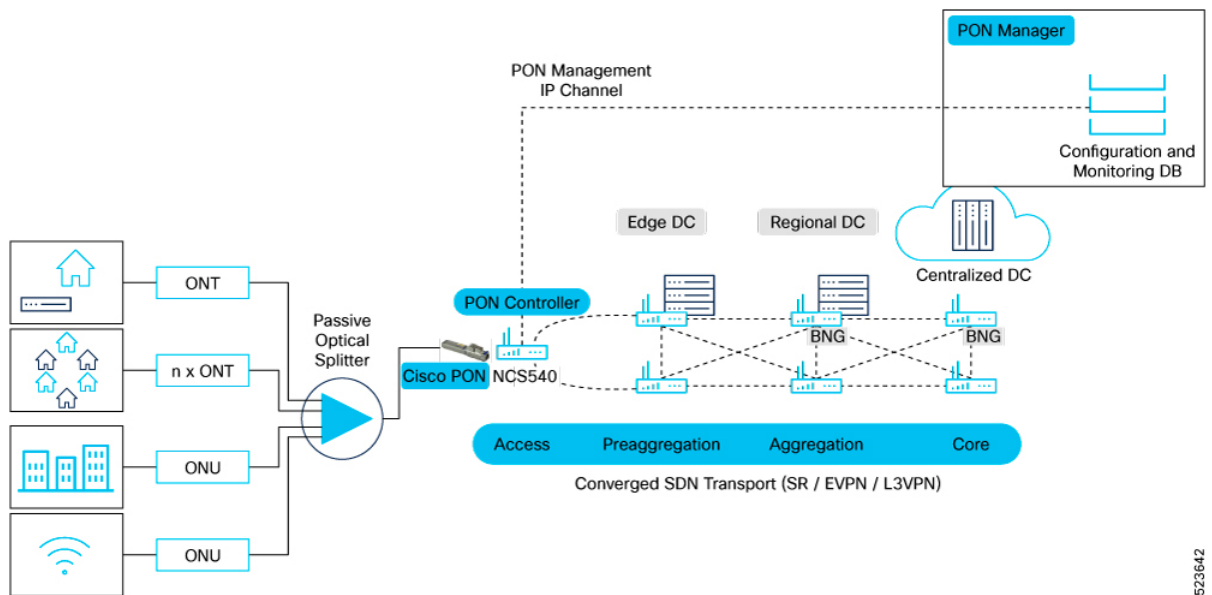 PON Manager
PON Management
IP Channel
Configuration and
Monitoring DB
Edge DC
Regional DC
Centralized DC
ONT
PON Controller
Passive
Optical
Splitter
BNG
BNG
n x ONT
Cisco PON
NCS540
Access
Preaggregation
Aggregation
Core
ONU
Converged SDN Transport (SR / EVPN / L3VPN)
ONU
523642